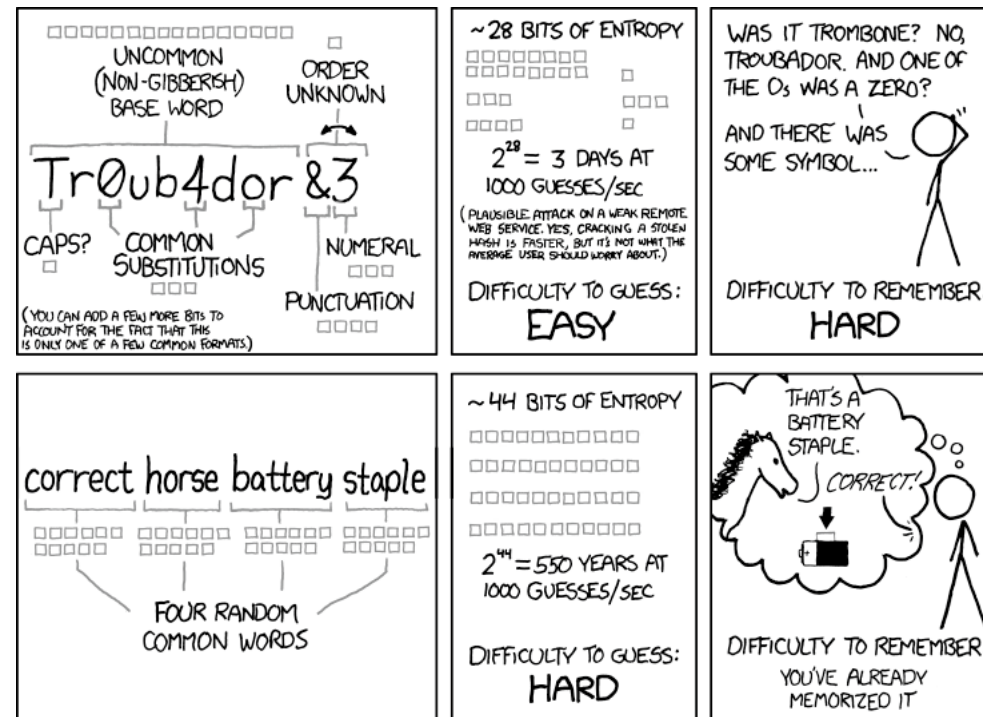 UNCOMMON
(NON-GIBBERISH)
BASE WORD
ORDER
UNKNOWN
Tr0ub4dor &3
CAPS?
COMMON
SUBSTITUTIONS
NUMERAL
PUNCTUATION
(YOU CAN ADD A FEW MORE BITS TO
ACCOUNT FOR THE FACT THAT THIS
IS ONLY ONE OF A FEW COMMON FORMATS.)
~28 BITS OF ENTROPY
2²⁸ = 3 DAYS AT
1000 GUESSES/SEC
(PLAUSIBLE ATTACK ON A WEAK REMOTE
WEB SERVICE. YES, CRACKING A STOLEN
HASH IS FASTER, BUT IT'S NOT WHAT THE
AVERAGE USER SHOULD WORRY ABOUT.)
DIFFICULTY TO GUESS:
EASY
WAS IT TROMBONE? NO,
TROUBADOR. AND ONE OF
THE Os WAS A ZERO?
AND THERE WAS
SOME SYMBOL...
DIFFICULTY TO REMEMBER
HARD
correct horse battery staple
FOUR RANDOM
COMMON WORDS
~44 BITS OF ENTROPY
2⁴⁴ = 550 YEARS AT
1000 GUESSES/SEC
DIFFICULTY TO GUESS:
HARD
THAT'S A
BATTERY
STAPLE.
CORRECT!
DIFFICULTY TO REMEMBER
YOU'VE ALREADY
MEMORIZED IT